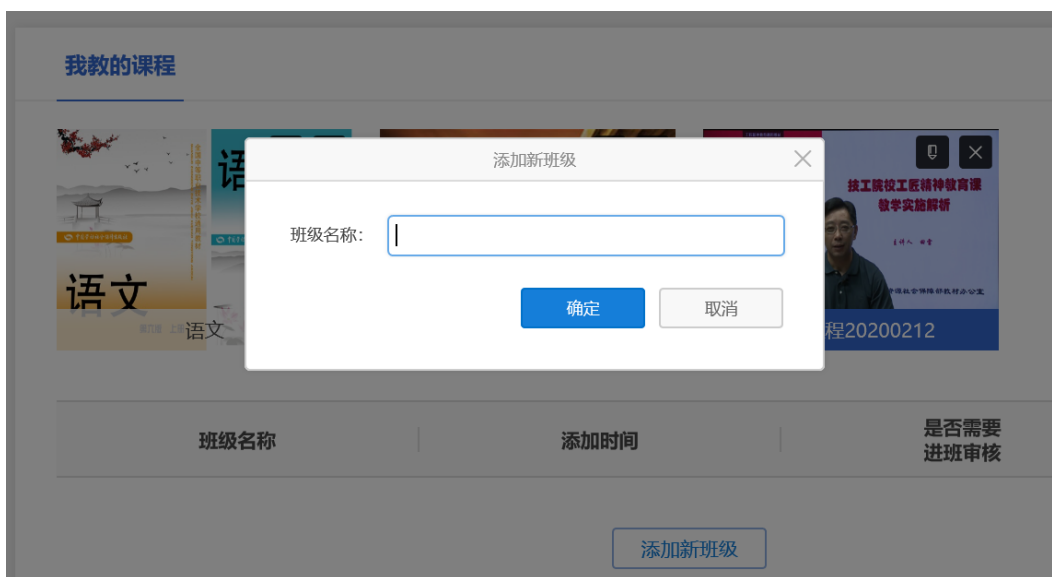 我教的课程
添加新班级
语
技工院校工匠精神教育课
教学实施解析
班级名称:
语文
确定
取消
语文
程20200212
班级名称
添加时间
是否需要
进班审核
添加新班级